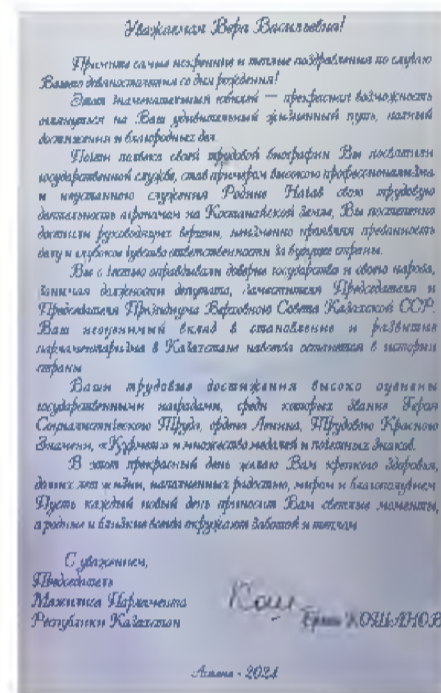 Уважаемая Вера Васильевна!
Примите самые искренние и теплые поздравления по случаю
Вашего девяностолетия со дня рождения!
Этот знаменательный юбилей — прекрасная возможность
оглянуться на Ваш удивительный жизненный путь, полный
достижений и благородных дел.
Почти полвека своей трудовой биографии Вы посвятили
государственной службе, став примером высокого профессионализма
и неустанного служения Родине. Начав свою трудовую
деятельность агрономом на Костанайской земле, Вы постепенно
достигли руководящих вершин, неизменно проявляя преданность
делу и глубокое чувство ответственности за будущее страны.
Вы с честью оправдывали доверие государства и своего народа,
занимая должности депутата, заместителя Председателя и
Председателя Президиума Верховного Совета Казахской ССР.
Ваш неоценимый вклад в становление и развитие
парламентаризма в Казахстане навсегда останется в истории
страны.
Ваши трудовые достижения высоко оценены
государственными наградами, среди которых звание Героя
Социалистического Труда, ордена Ленина, Трудового Красного
Знамени, «Құрмет» и множество медалей и почетных знаков.
В этот прекрасный день желаю Вам крепкого здоровья,
долгих лет жизни, наполненных радостью, миром и благополучием.
Пусть каждый новый день приносит Вам светлые моменты,
а родные и близкие всегда окружают заботой и теплом.
С уважением,
Председатель
Мажилиса Парламента
Республики Казахстан
Ерлан КОШАНОВ
Астана - 2024